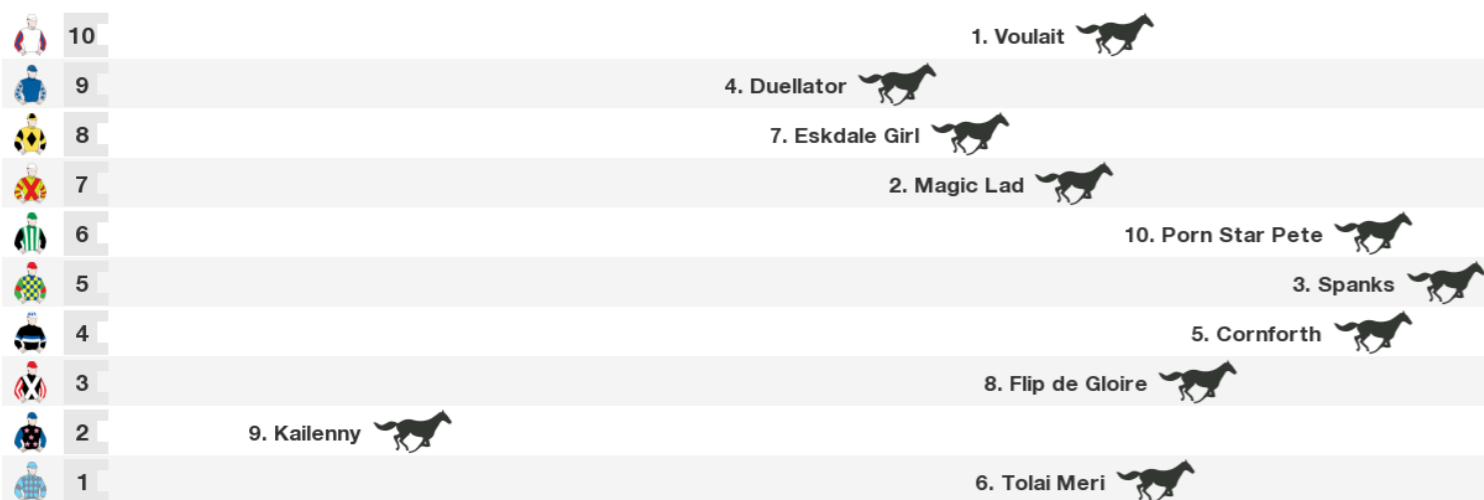 10 1. Voulait
9 4. Duellator
8 7. Eskdale Girl
7 2. Magic Lad
6 10. Porn Star Pete
5 3. Spanks
4 5. Cornforth
3 8. Flip de Gloire
2 9. Kailenny
1 6. Tolai Meri